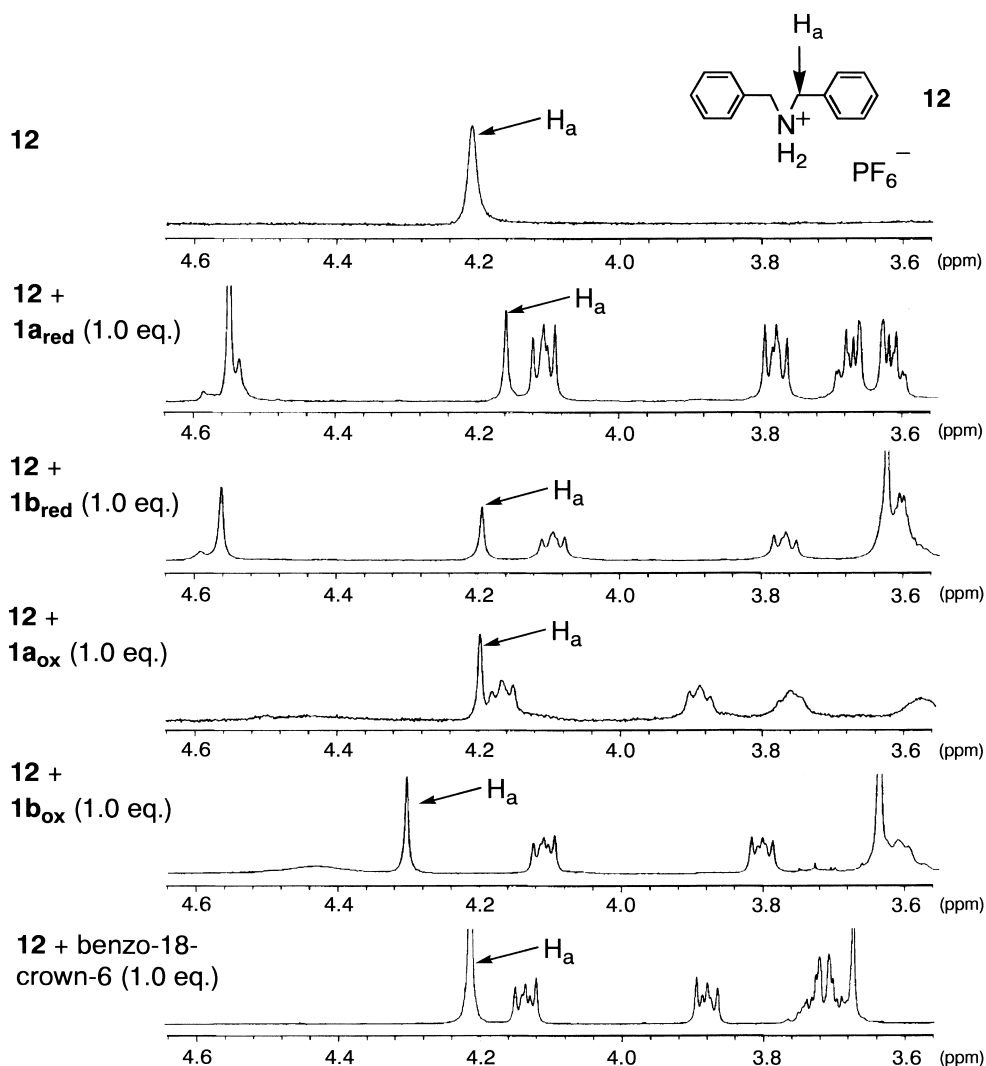 Hₐ
12
N⁺
H₂
PF₆⁻
12
Hₐ
4.6 4.4 4.2 4.0 3.8 3.6 (ppm)
12 +
1a_red (1.0 eq.)
Hₐ
4.6 4.4 4.2 4.0 3.8 3.6 (ppm)
12 +
1b_red (1.0 eq.)
Hₐ
4.6 4.4 4.2 4.0 3.8 3.6 (ppm)
12 +
1a_ox (1.0 eq.)
Hₐ
4.6 4.4 4.2 4.0 3.8 3.6 (ppm)
12 +
1b_ox (1.0 eq.)
Hₐ
4.6 4.4 4.2 4.0 3.8 3.6 (ppm)
12 + benzo-18-
crown-6 (1.0 eq.)
Hₐ
4.6 4.4 4.2 4.0 3.8 3.6 (ppm)